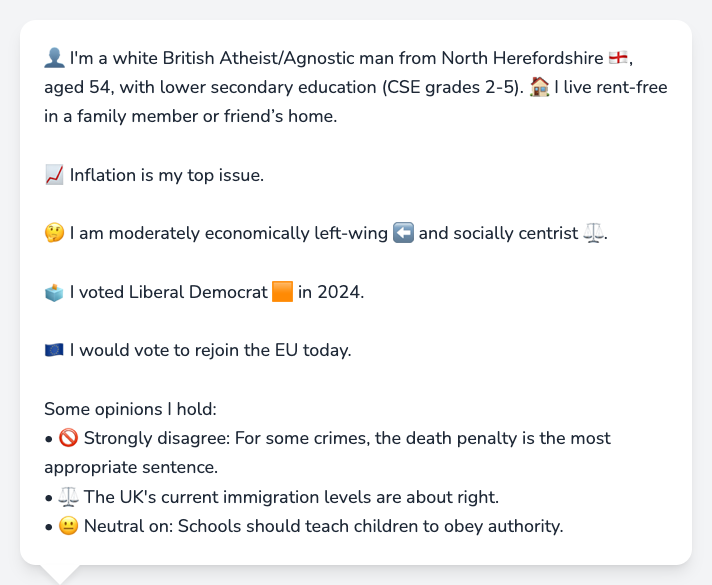 👤 I'm a white British Atheist/Agnostic man from North Herefordshire 🏴󠁧󠁢󠁥󠁮󠁧󠁿,
aged 54, with lower secondary education (CSE grades 2-5). 🏠 I live rent-free
in a family member or friend’s home.
📈 Inflation is my top issue.
🤔 I am moderately economically left-wing ⬅️ and socially centrist ⚖️.
🗳️ I voted Liberal Democrat 🟧 in 2024.
🇪🇺 I would vote to rejoin the EU today.
Some opinions I hold:
• 🚫 Strongly disagree: For some crimes, the death penalty is the most
appropriate sentence.
• ⚖️ The UK's current immigration levels are about right.
• 😐 Neutral on: Schools should teach children to obey authority.